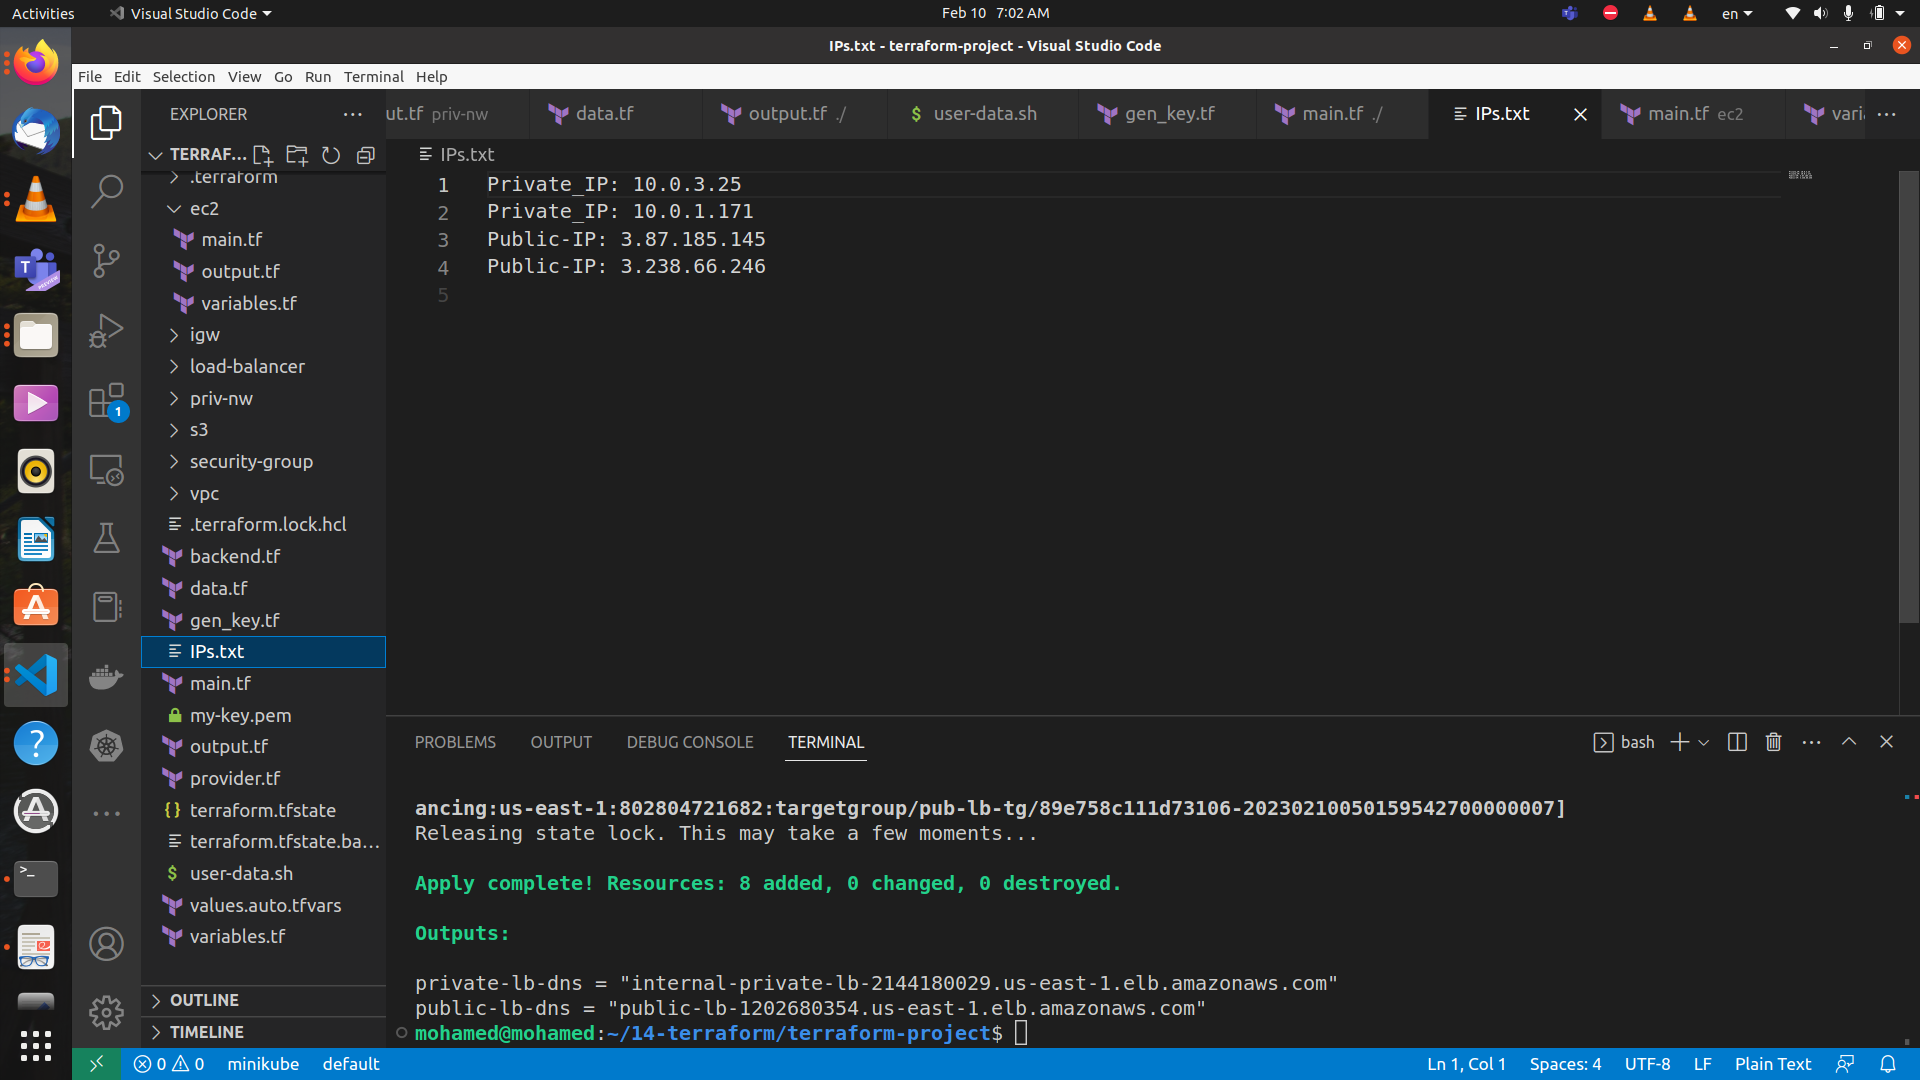 Activities
Visual Studio Code
Feb 10 7:02 AM
en
IPs.txt - terraform-project - Visual Studio Code
File Edit Selection View Go Run Terminal Help
EXPLORER
ut.tf priv-nw
data.tf
output.tf ./
user-data.sh
gen_key.tf
main.tf ./
IPs.txt
main.tf ec2
TERRAF...
IPs.txt
.terraform
ec2
main.tf
output.tf
variables.tf
igw
load-balancer
priv-nw
s3
security-group
vpc
.terraform.lock.hcl
backend.tf
data.tf
gen_key.tf
IPs.txt
main.tf
my-key.pem
output.tf
provider.tf
terraform.tfstate
terraform.tfstate.ba...
user-data.sh
values.auto.tfvars
variables.tf
OUTLINE
TIMELINE
1
1 Private_IP: 10.0.3.25
2 Private_IP: 10.0.1.171
3 Public-IP: 3.87.185.145
4 Public-IP: 3.238.66.246
5
PROBLEMS OUTPUT DEBUG CONSOLE TERMINAL
bash
ancing:us-east-1:802804721682:targetgroup/pub-lb-tg/89e758c111d73106-20230210050159542700000007]
Releasing state lock. This may take a few moments...
Apply complete! Resources: 8 added, 0 changed, 0 destroyed.
Outputs:
private-lb-dns = "internal-private-lb-2144180029.us-east-1.elb.amazonaws.com"
public-lb-dns = "public-lb-1202680354.us-east-1.elb.amazonaws.com"
mohamed@mohamed:~/14-terraform/terraform-project$
0 0 minikube default
Ln 1, Col 1 Spaces: 4 UTF-8 LF Plain Text